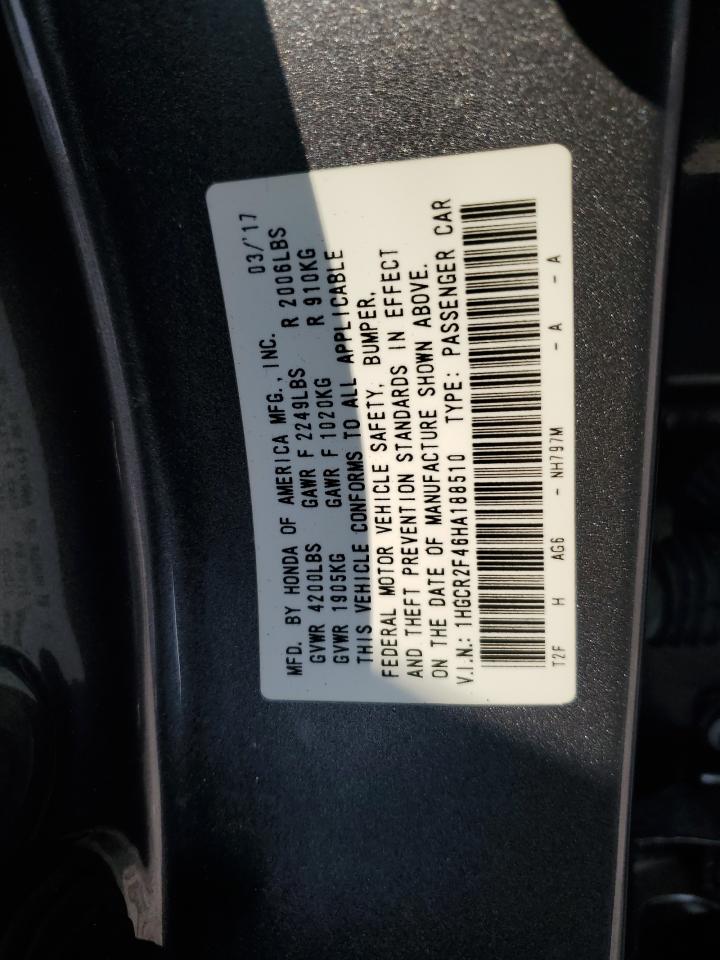 MFD. BY HONDA OF AMERICA MFG., INC. 03/'17
GVWR 4200LBS GAWR F 2249LBS R 2006LBS
GVWR 1905KG GAWR F 1020KG R 910KG
THIS VEHICLE CONFORMS TO ALL APPLICABLE
FEDERAL MOTOR VEHICLE SAFETY, BUMPER,
AND THEFT PREVENTION STANDARDS IN EFFECT
ON THE DATE OF MANUFACTURE SHOWN ABOVE.
V.I.N.: 1HGCR2F46HA188510 TYPE: PASSENGER CAR
T2F H AG6 - NH797M - A - A